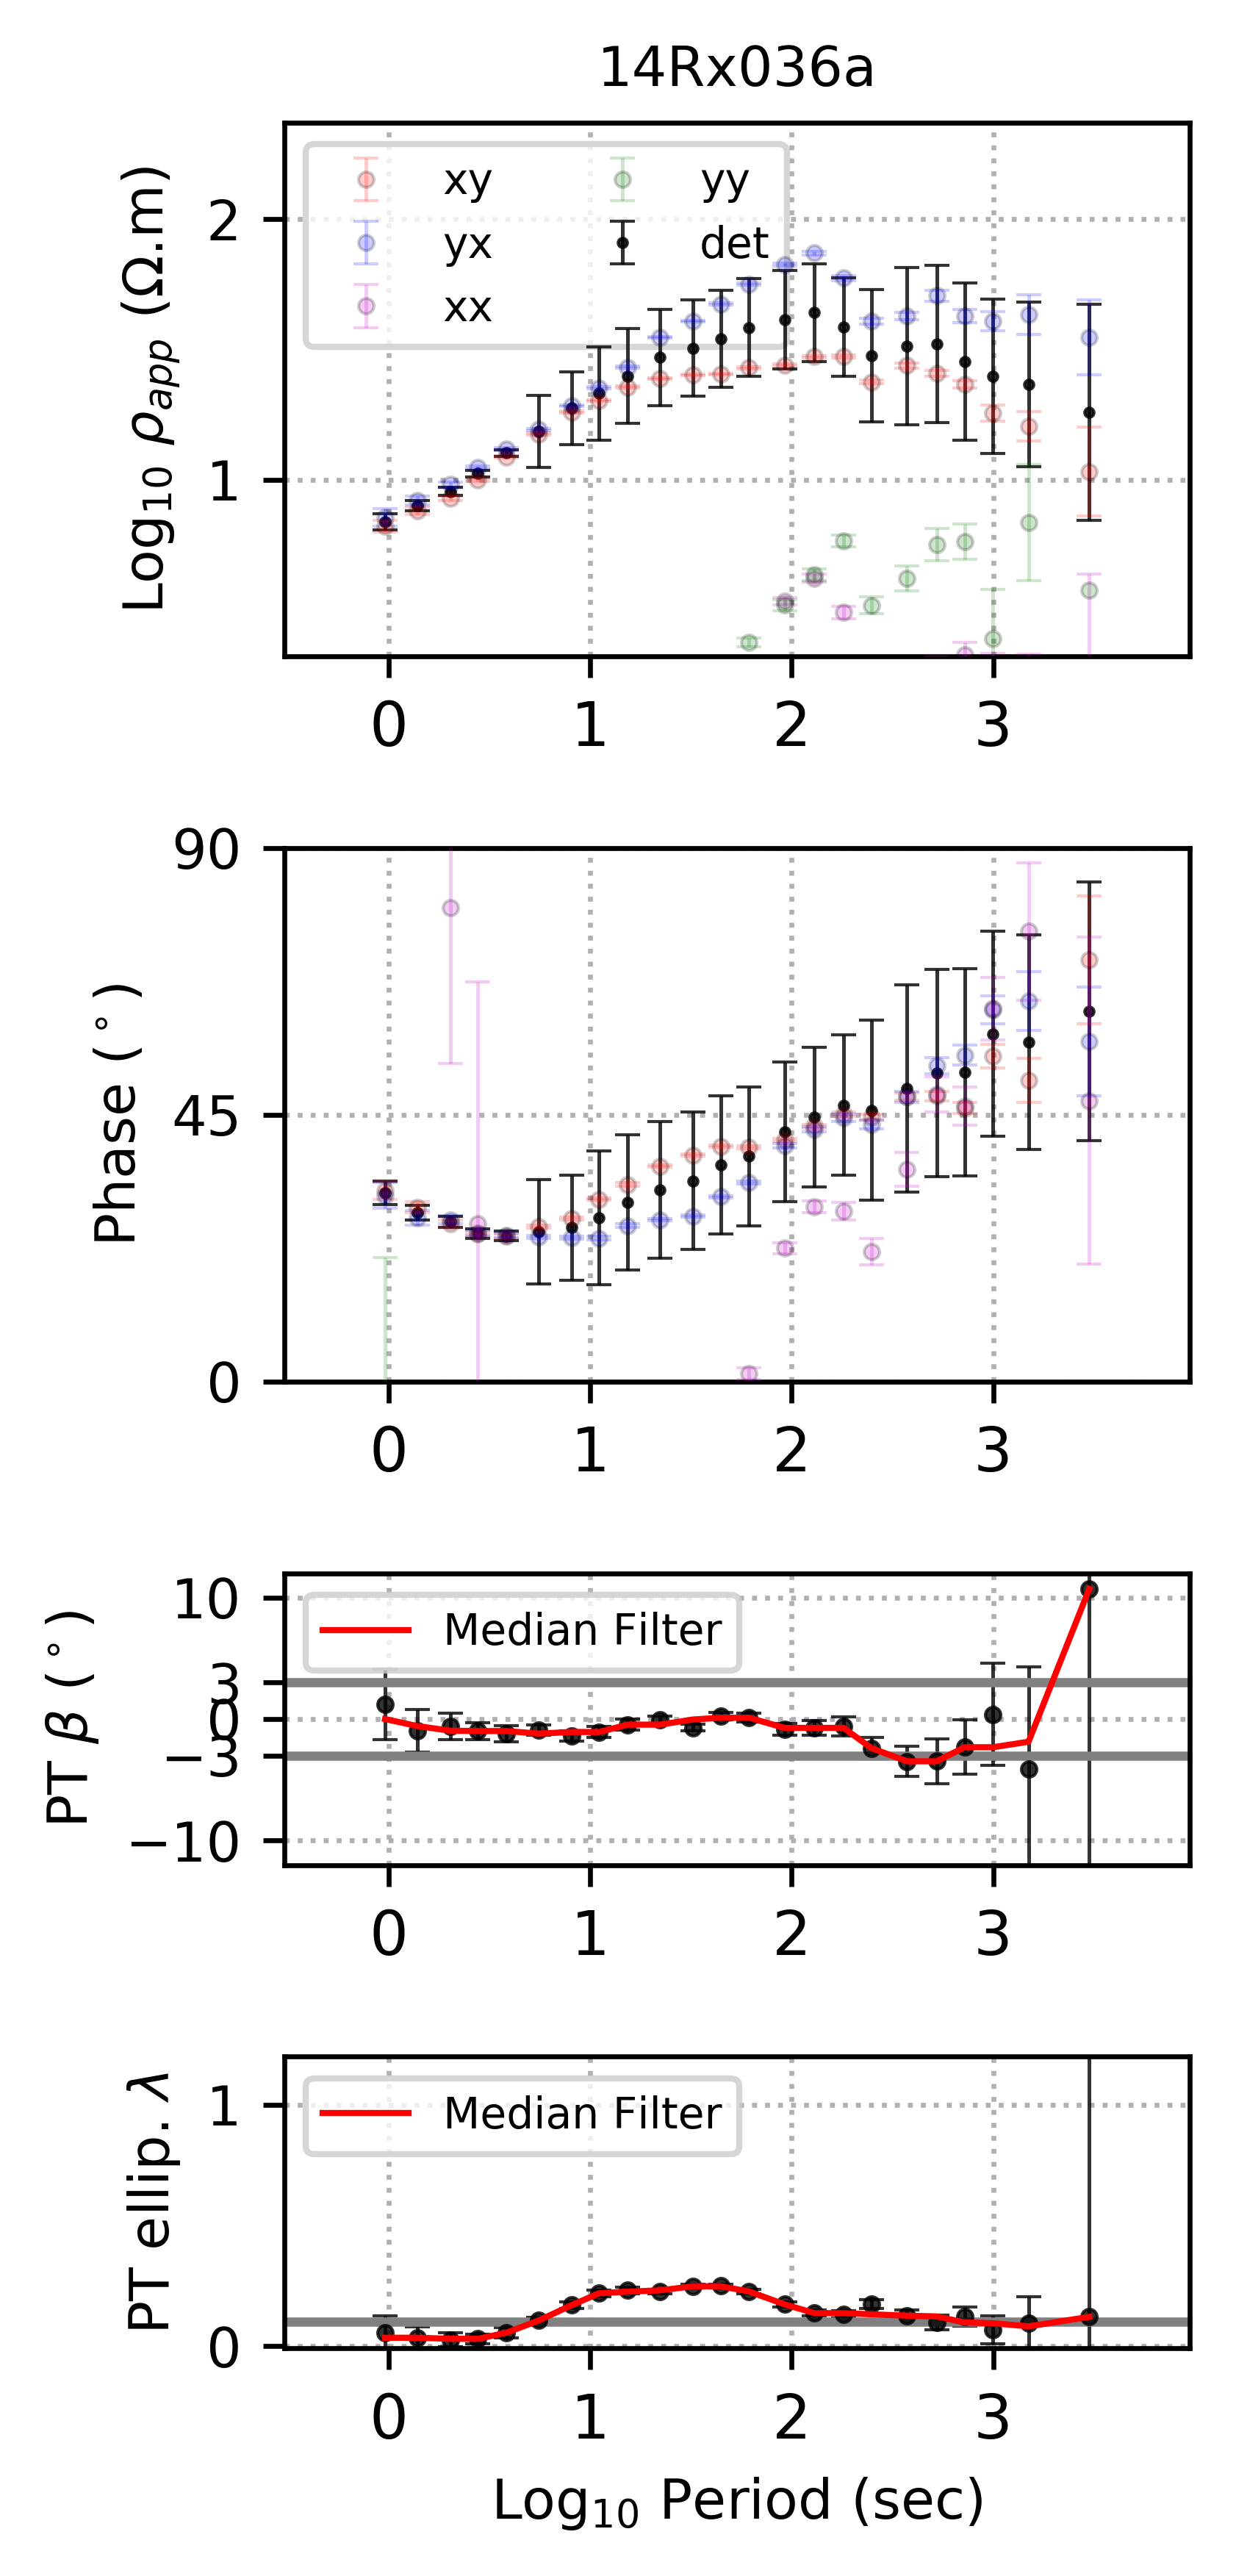 14Rx036a
Log₁₀ ρ_app (Ω.m)
2
1
xy
yx
xx
yy
det
0 1 2 3
Phase (°)
90
45
0
0 1 2 3
PT β (°)
10
3
0
−3
−10
Median Filter
0 1 2 3
PT ellip. λ
1
0
Median Filter
0 1 2 3
Log₁₀ Period (sec)